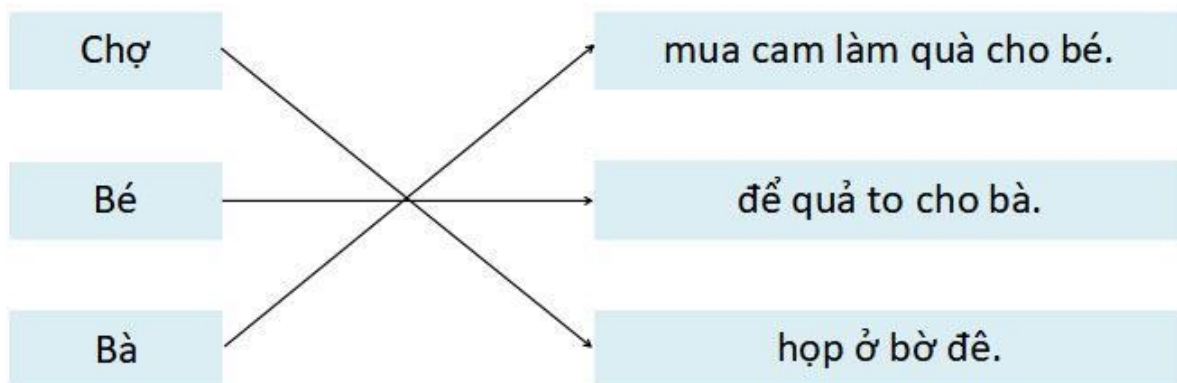 Chợ
mua cam làm quà cho bé.
Bé
để quả to cho bà.
Bà
họp ở bờ đê.